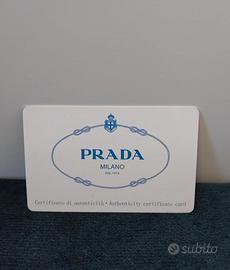 PRADA
MILANO
DAL 1913
Certificato di autenticità • Authenticity certificate card
subito